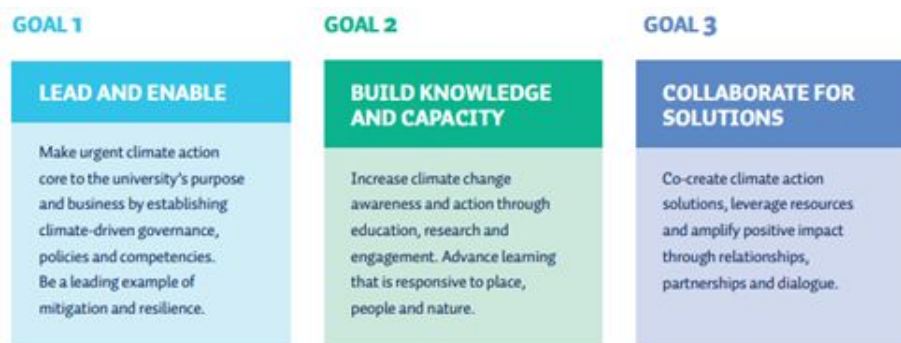 GOAL 1
LEAD AND ENABLE
Make urgent climate action
core to the university's purpose
and business by establishing
climate-driven governance,
policies and competencies.
Be a leading example of
mitigation and resilience.
GOAL 2
BUILD KNOWLEDGE
AND CAPACITY
Increase climate change
awareness and action through
education, research and
engagement. Advance learning
that is responsive to place,
people and nature.
GOAL 3
COLLABORATE FOR
SOLUTIONS
Co-create climate action
solutions, leverage resources
and amplify positive impact
through relationships,
partnerships and dialogue.